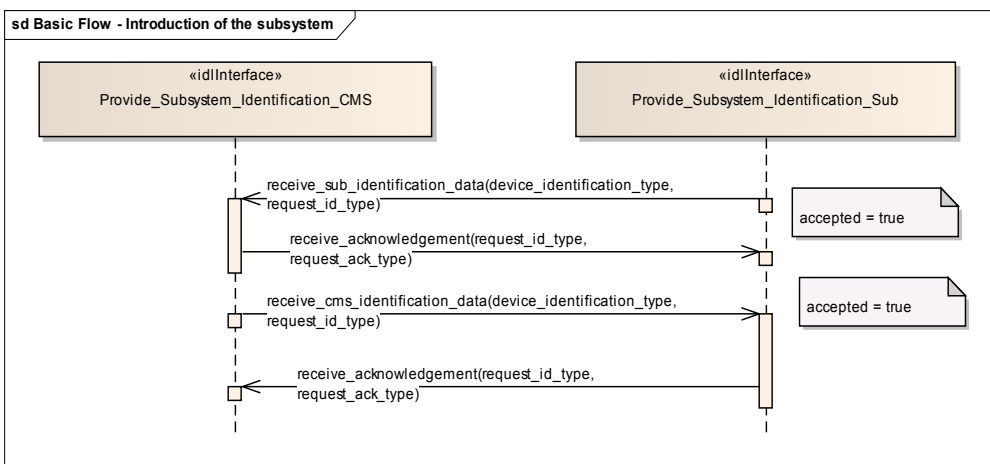 sd Basic Flow - Introduction of the subsystem
«idlInterface»
Provide_Subsystem_Identification_CMS
«idlInterface»
Provide_Subsystem_Identification_Sub
receive_sub_identification_data(device_identification_type,
request_id_type)
accepted = true
receive_acknowledgement(request_id_type,
request_ack_type)
receive_cms_identification_data(device_identification_type,
request_id_type)
accepted = true
receive_acknowledgement(request_id_type,
request_ack_type)